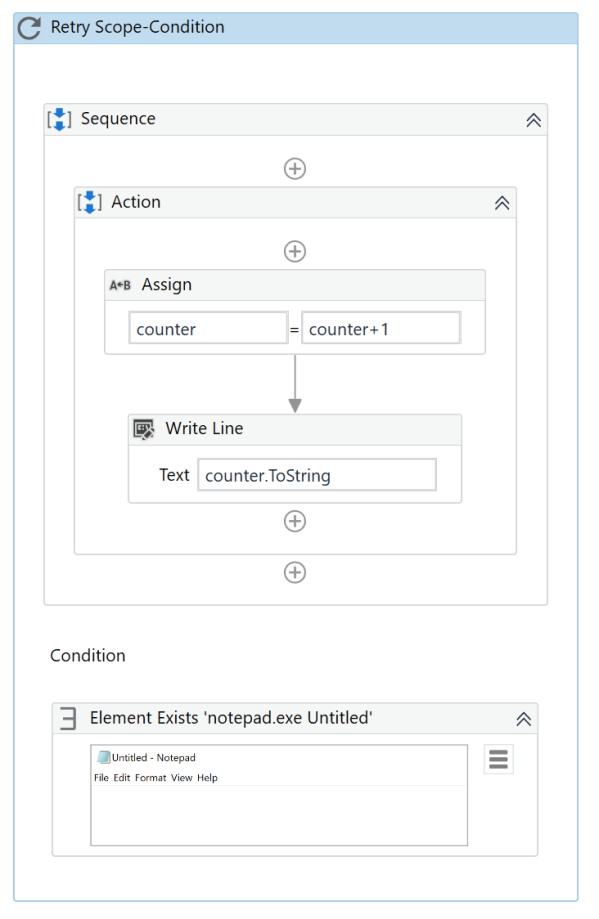 Retry Scope-Condition
Sequence
Action
A←B Assign
counter = counter+1
Write Line
Text counter.ToString
Condition
Element Exists 'notepad.exe Untitled'
Untitled - Notepad
File Edit Format View Help